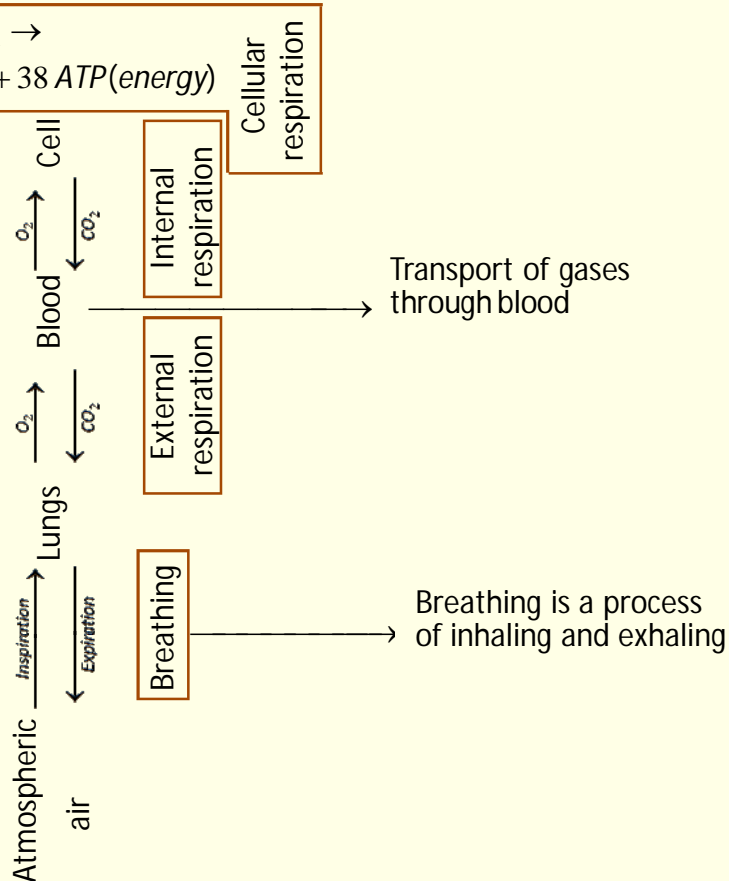 →
+ 38 ATP(energy)
Cellular
respiration
Cell
O₂
CO₂
Internal
respiration
Blood
Transport of gases
through blood
O₂
CO₂
External
respiration
Lungs
Inspiration
Expiration
Breathing
Breathing is a process
of inhaling and exhaling
Atmospheric
air